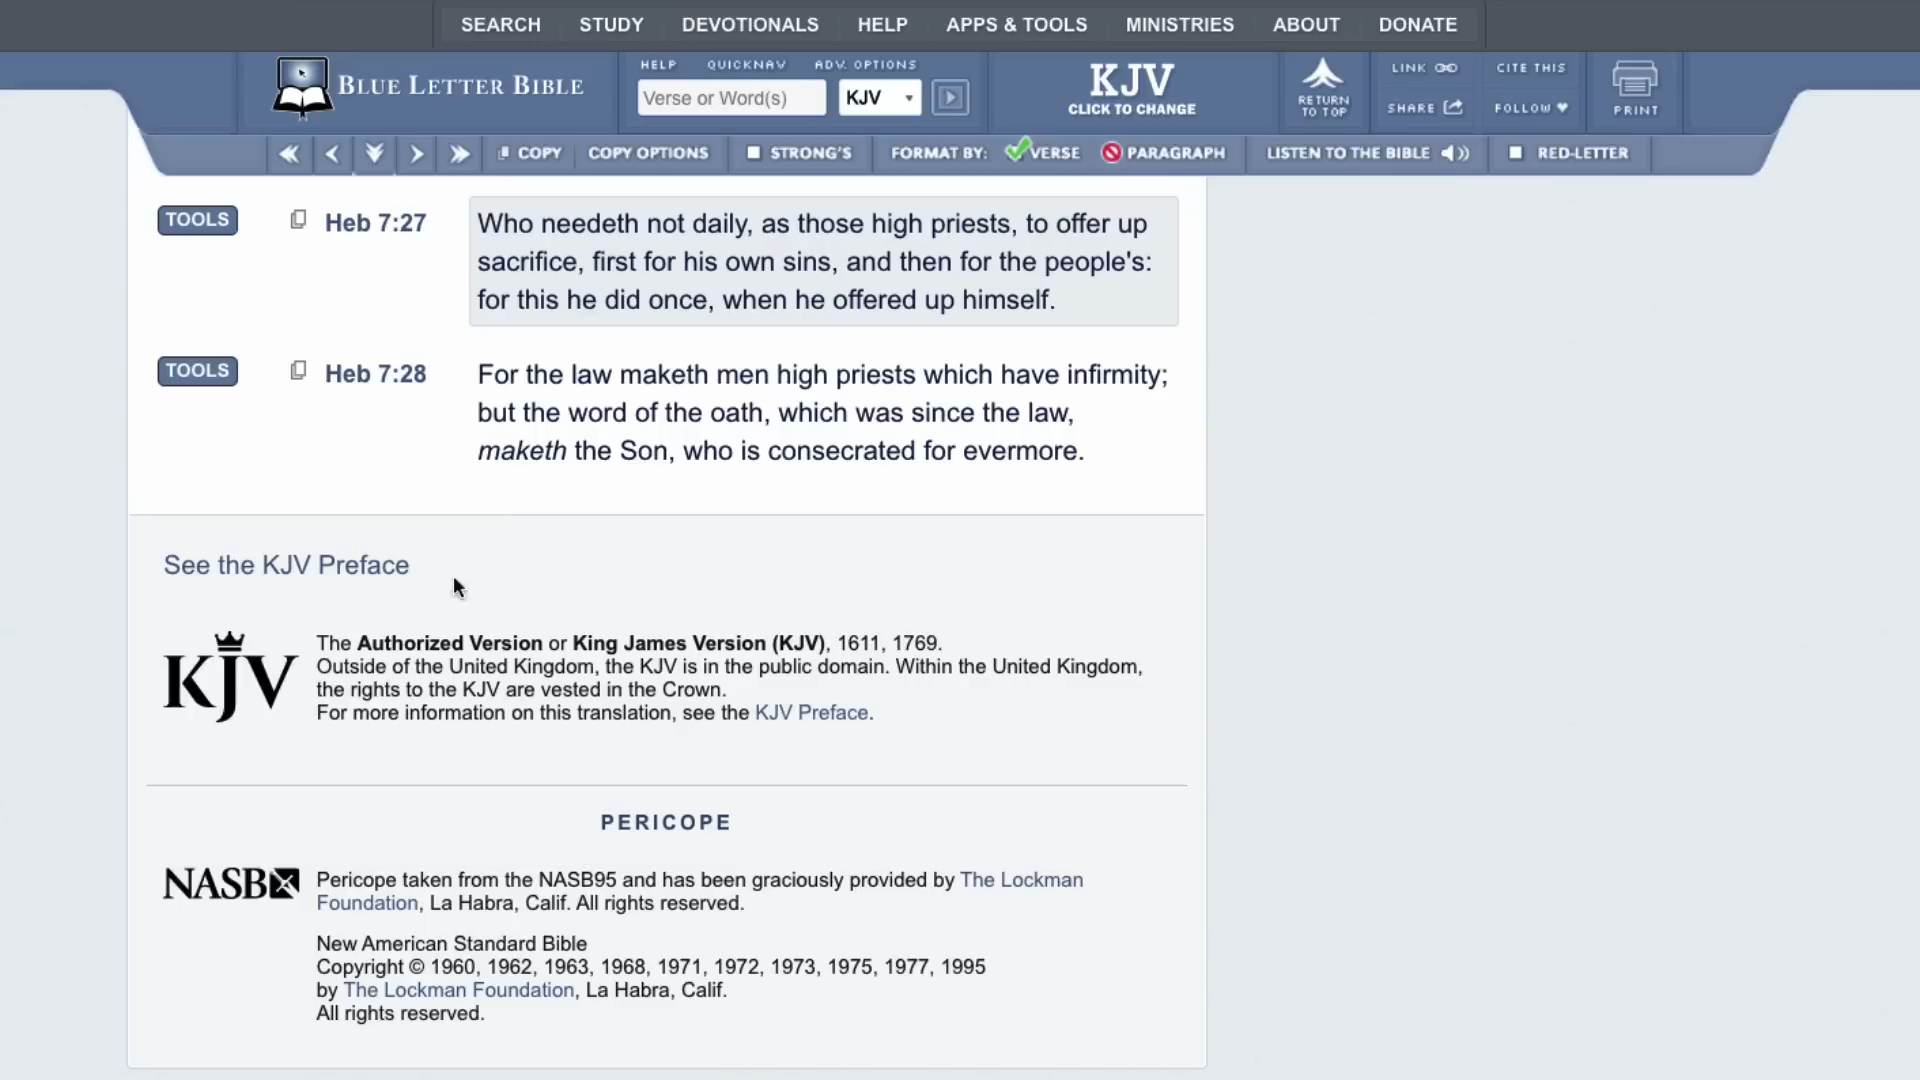 SEARCH STUDY DEVOTIONALS HELP APPS & TOOLS MINISTRIES ABOUT DONATE
BLUE LETTER BIBLE
HELP QUICKNAV ADV. OPTIONS
Verse or Word(s) KJV
KJV
CLICK TO CHANGE
RETURN
TO TOP
LINK
SHARE
CITE THIS
FOLLOW
PRINT
COPY COPY OPTIONS STRONG'S FORMAT BY: VERSE PARAGRAPH LISTEN TO THE BIBLE RED-LETTER
TOOLS Heb 7:27 Who needeth not daily, as those high priests, to offer up
sacrifice, first for his own sins, and then for the people's:
for this he did once, when he offered up himself.
TOOLS Heb 7:28 For the law maketh men high priests which have infirmity;
but the word of the oath, which was since the law,
maketh the Son, who is consecrated for evermore.
See the KJV Preface
KJV
The Authorized Version or King James Version (KJV), 1611, 1769.
Outside of the United Kingdom, the KJV is in the public domain. Within the United Kingdom,
the rights to the KJV are vested in the Crown.
For more information on this translation, see the KJV Preface.
PERICOPE
NASB
Pericope taken from the NASB95 and has been graciously provided by The Lockman
Foundation, La Habra, Calif. All rights reserved.
New American Standard Bible
Copyright © 1960, 1962, 1963, 1968, 1971, 1972, 1973, 1975, 1977, 1995
by The Lockman Foundation, La Habra, Calif.
All rights reserved.